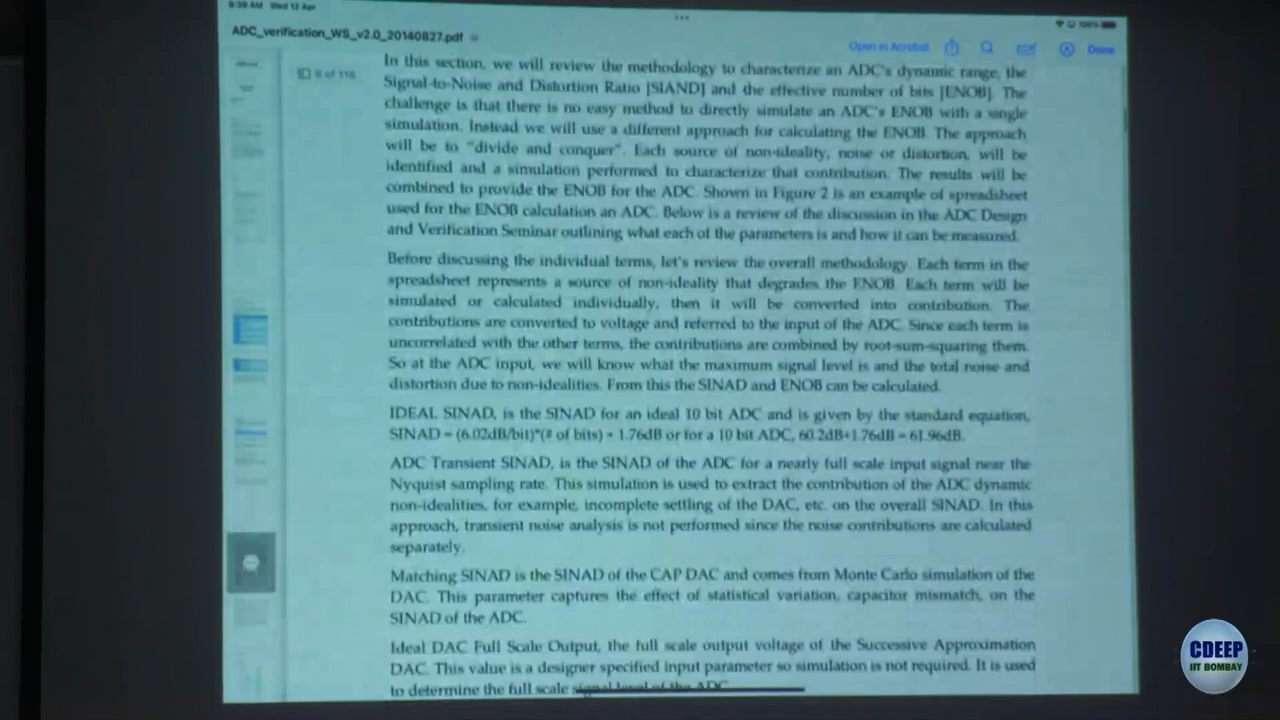 9:39 AM Wed 12 Apr
100%
ADC_verification_WS_v2.0_20140827.pdf
Open in Acrobat
Done
8 of 118
In this section, we will review the methodology to characterize an ADC's dynamic range, the
Signal-to-Noise and Distortion Ratio [SIAND] and the effective number of bits [ENOB]. The
challenge is that there is no easy method to directly simulate an ADC's ENOB with a single
simulation. Instead we will use a different approach for calculating the ENOB. The approach
will be to "divide and conquer". Each source of non-ideality, noise or distortion, will be
identified and a simulation performed to characterize that contribution. The results will be
combined to provide the ENOB for the ADC. Shown in Figure 2 is an example of spreadsheet
used for the ENOB calculation an ADC. Below is a review of the discussion in the ADC Design
and Verification Seminar outlining what each of the parameters is and how it can be measured.
Before discussing the individual terms, let's review the overall methodology. Each term in the
spreadsheet represents a source of non-ideality that degrades the ENOB. Each term will be
simulated or calculated individually, then it will be converted into contribution. The
contributions are converted to voltage and referred to the input of the ADC. Since each term is
uncorrelated with the other terms, the contributions are combined by root-sum-squaring them.
So at the ADC input, we will know what the maximum signal level is and the total noise and
distortion due to non-idealities. From this the SINAD and ENOB can be calculated.
IDEAL SINAD, is the SINAD for an ideal 10 bit ADC and is given by the standard equation,
SINAD = (6.02dB/bit)*(# of bits) + 1.76dB or for a 10 bit ADC, 60.2dB+1.76dB = 61.96dB.
ADC Transient SINAD, is the SINAD of the ADC for a nearly full scale input signal near the
Nyquist sampling rate. This simulation is used to extract the contribution of the ADC dynamic
non-idealities, for example, incomplete settling of the DAC, etc. on the overall SINAD. In this
approach, transient noise analysis is not performed since the noise contributions are calculated
separately.
Matching SINAD is the SINAD of the CAP DAC and comes from Monte Carlo simulation of the
DAC. This parameter captures the effect of statistical variation, capacitor mismatch, on the
SINAD of the ADC.
Ideal DAC Full Scale Output, the full scale output voltage of the Successive Approximation
DAC. This value is a designer specified input parameter so simulation is not required. It is used
to determine the full scale signal level of the ADC
CDEEP
IIT BOMBAY